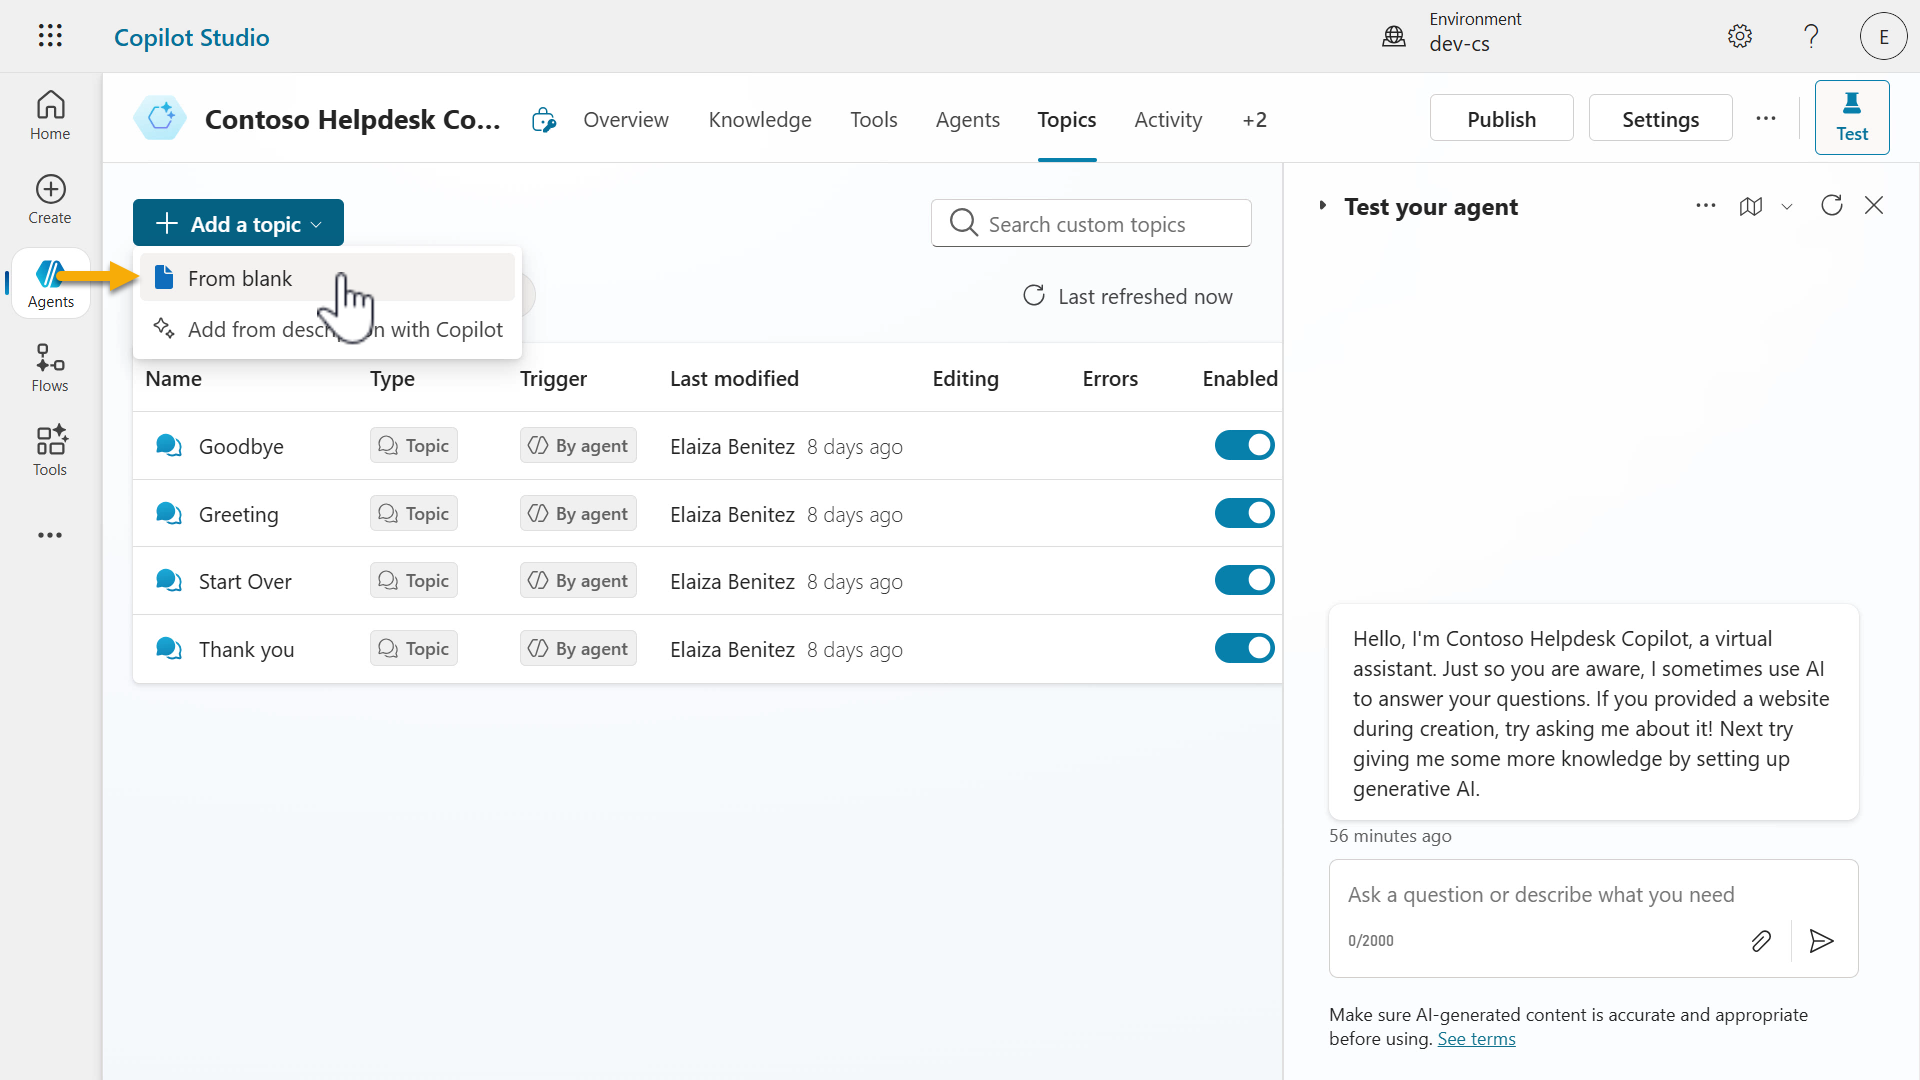 Copilot Studio
Environment
dev-cs
E
Home
Create
Agents
Flows
Tools
Contoso Helpdesk Co...
Overview
Knowledge
Tools
Agents
Topics
Activity
+2
Publish
Settings
Test
Add a topic
From blank
Add from description with Copilot
Search custom topics
Last refreshed now
Name Type Trigger Last modified Editing Errors Enabled
Goodbye Topic By agent Elaiza Benitez 8 days ago
Greeting Topic By agent Elaiza Benitez 8 days ago
Start Over Topic By agent Elaiza Benitez 8 days ago
Thank you Topic By agent Elaiza Benitez 8 days ago
Test your agent
Hello, I'm Contoso Helpdesk Copilot, a virtual
assistant. Just so you are aware, I sometimes use AI
to answer your questions. If you provided a website
during creation, try asking me about it! Next try
giving me some more knowledge by setting up
generative AI.
56 minutes ago
Ask a question or describe what you need
0/2000
Make sure AI-generated content is accurate and appropriate
before using. See terms